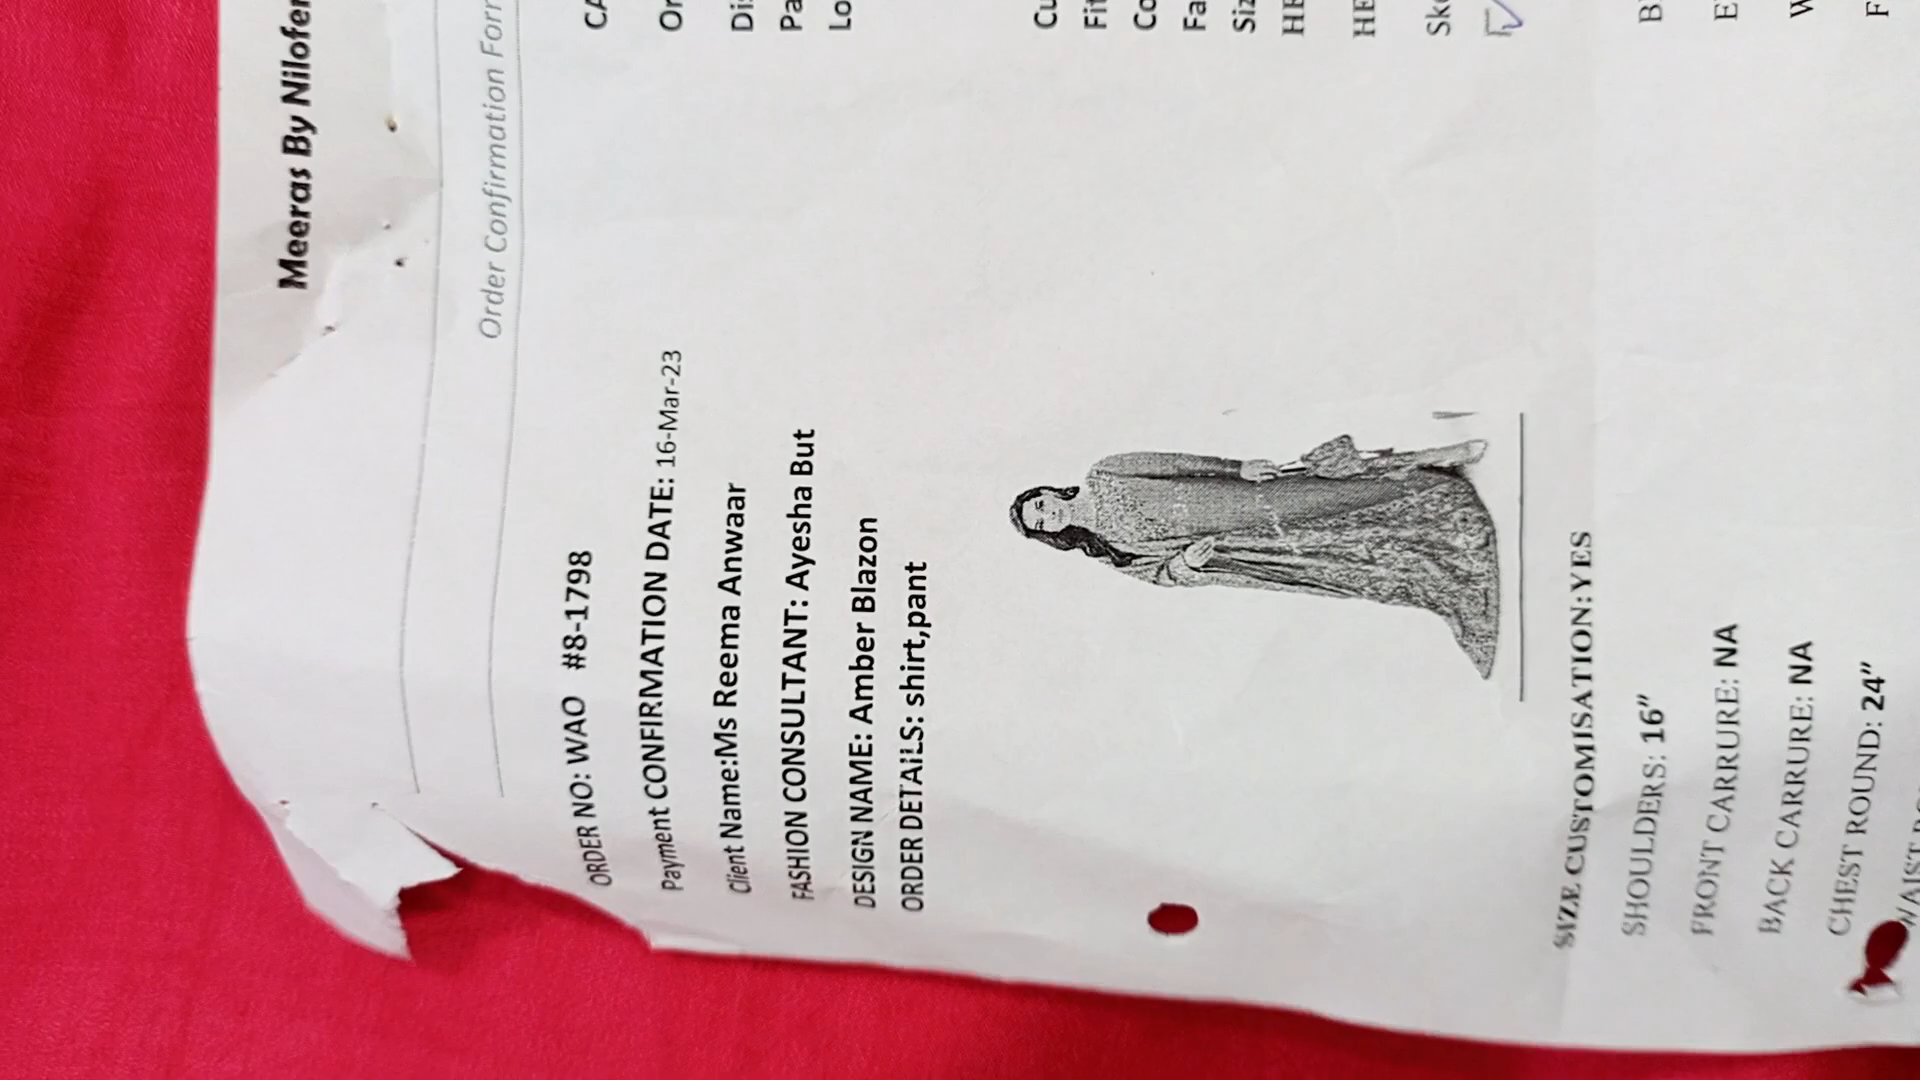 Meeras By Nilofer
Order Confirmation Form
ORDER NO: WAO #8-1798
Payment CONFIRMATION DATE: 16-Mar-23
Client Name:Ms Reema Anwaar
FASHION CONSULTANT: Ayesha But
DESIGN NAME: Amber Blazon
ORDER DETAILS: shirt,pant
SIZE CUSTOMISATION:YES
SHOULDERS: 16”
FRONT CARRURE: NA
BACK CARRURE: NA
CHEST ROUND: 24”